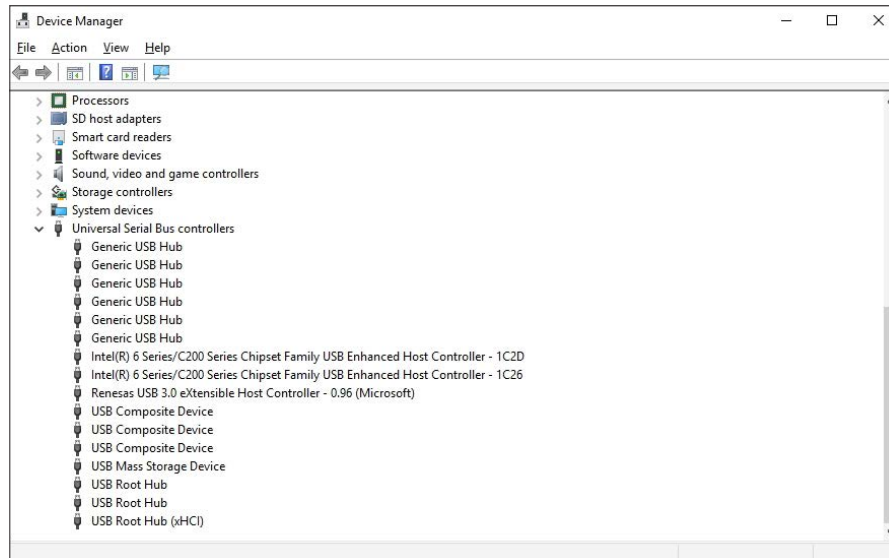 Device Manager
File Action View Help
Processors
SD host adapters
Smart card readers
Software devices
Sound, video and game controllers
Storage controllers
System devices
Universal Serial Bus controllers
Generic USB Hub
Generic USB Hub
Generic USB Hub
Generic USB Hub
Generic USB Hub
Generic USB Hub
Intel(R) 6 Series/C200 Series Chipset Family USB Enhanced Host Controller - 1C2D
Intel(R) 6 Series/C200 Series Chipset Family USB Enhanced Host Controller - 1C26
Renesas USB 3.0 eXtensible Host Controller - 0.96 (Microsoft)
USB Composite Device
USB Composite Device
USB Composite Device
USB Mass Storage Device
USB Root Hub
USB Root Hub
USB Root Hub (xHCI)